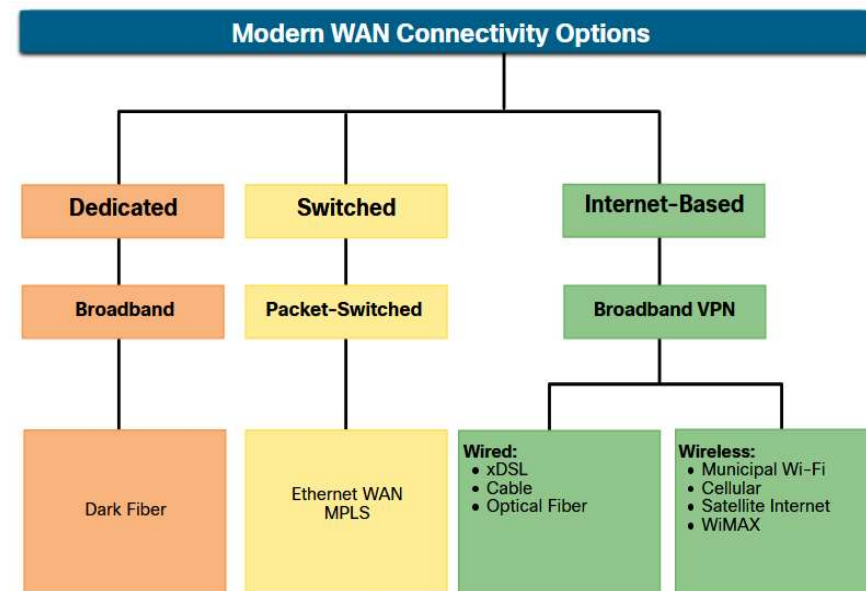 Modern WAN Connectivity Options
Dedicated
Switched
Internet-Based
Broadband
Packet-Switched
Broadband VPN
Dark Fiber
Ethernet WAN
MPLS
Wired:
• xDSL
• Cable
• Optical Fiber
Wireless:
• Municipal Wi-Fi
• Cellular
• Satellite Internet
• WiMAX